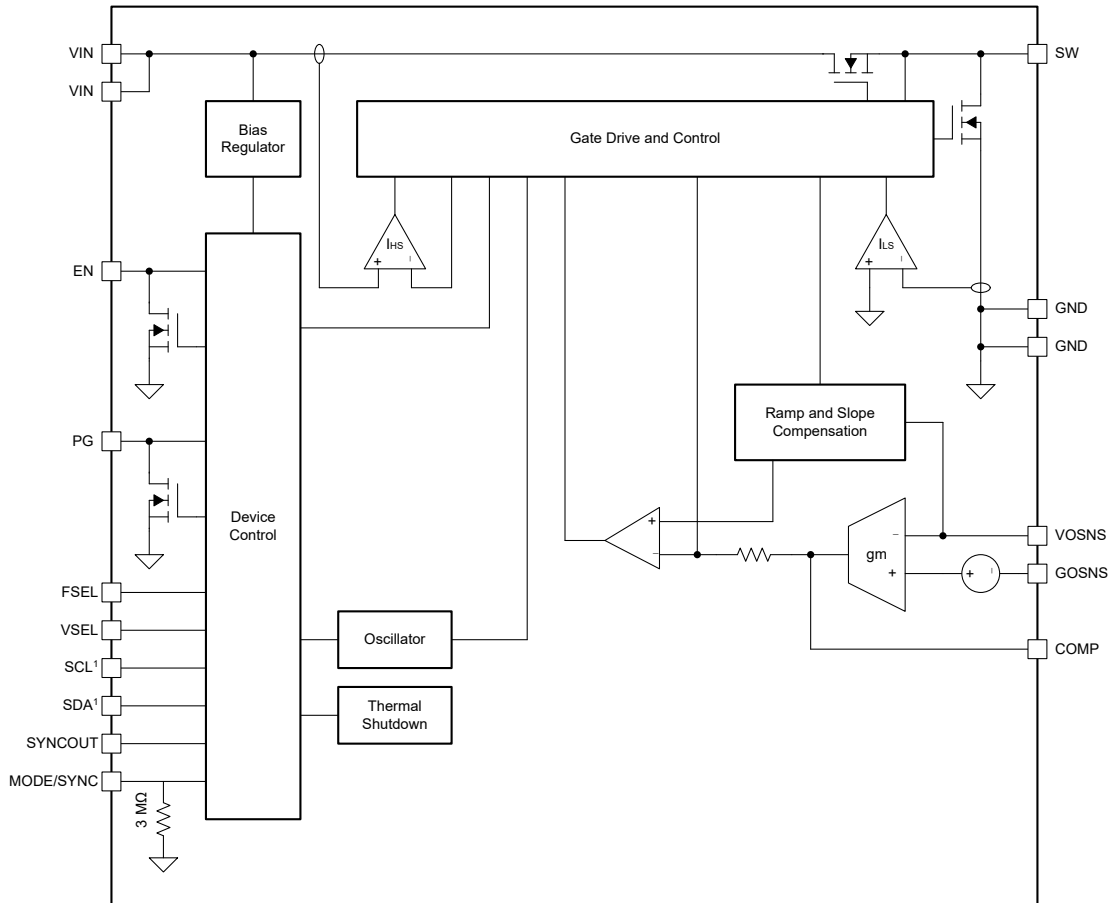 VIN
VIN
SW
Bias
Regulator
Gate Drive and Control
IHS
+ −
ILS
+ −
EN
GND
GND
Ramp and Slope
Compensation
PG
Device
Control
+
−
gm
−
+
VOSNS
+ −
GOSNS
FSEL
VSEL
Oscillator
COMP
SCL¹
SDA¹
Thermal
Shutdown
SYNCOUT
MODE/SYNC
3 MΩ